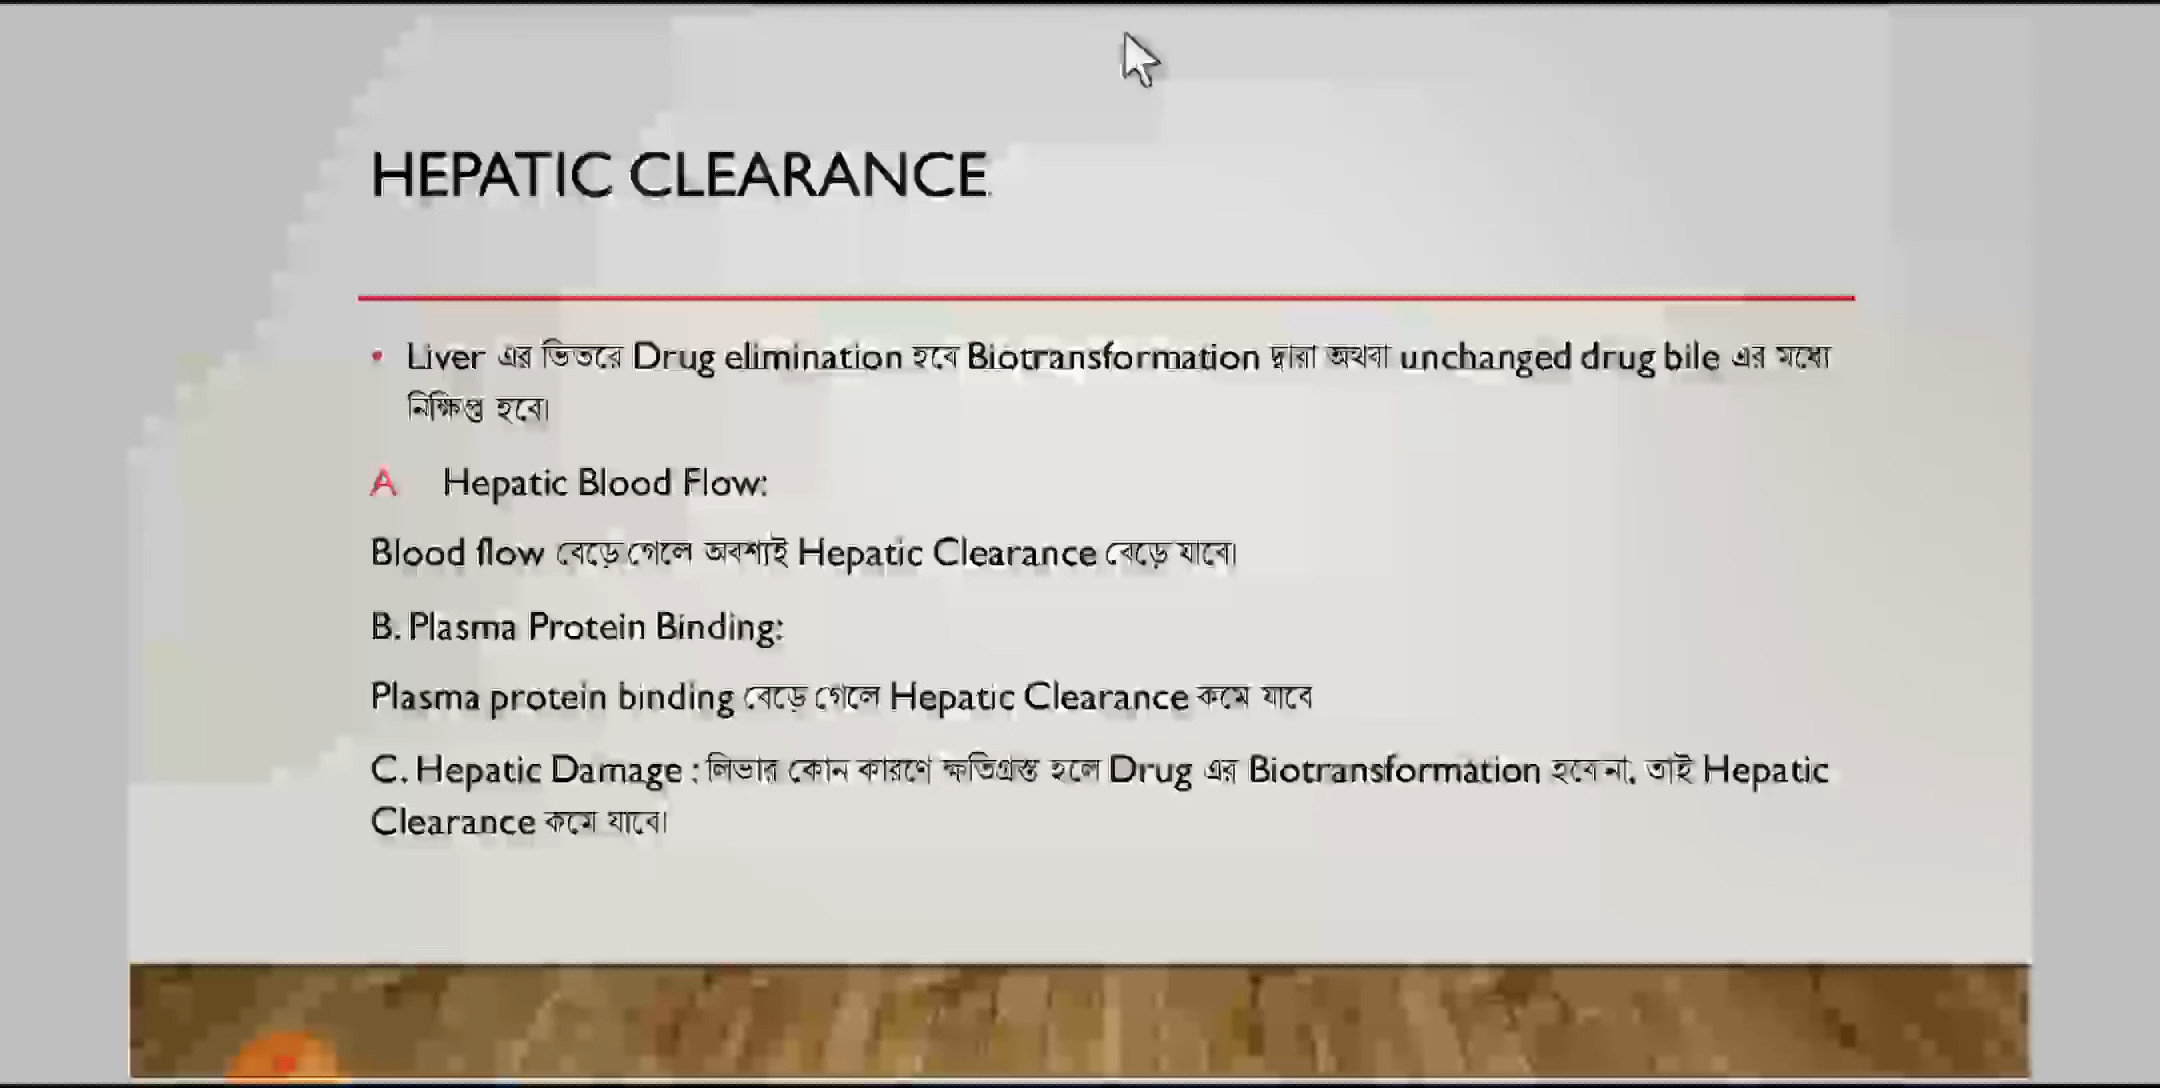 HEPATIC CLEARANCE
• Liver এর ভিতরে Drug elimination হবে Biotransformation দ্বারা অথবা unchanged drug bile এর মধ্যে
নিক্ষিপ্ত হবে।
A Hepatic Blood Flow:
Blood flow বেড়ে গেলে অবশ্যই Hepatic Clearance বেড়ে যাবে।
B. Plasma Protein Binding:
Plasma protein binding বেড়ে গেলে Hepatic Clearance কমে যাবে
C. Hepatic Damage : লিভার কোন কারণে ক্ষতিগ্রস্ত হলে Drug এর Biotransformation হবে না, তাই Hepatic
Clearance কমে যাবে।